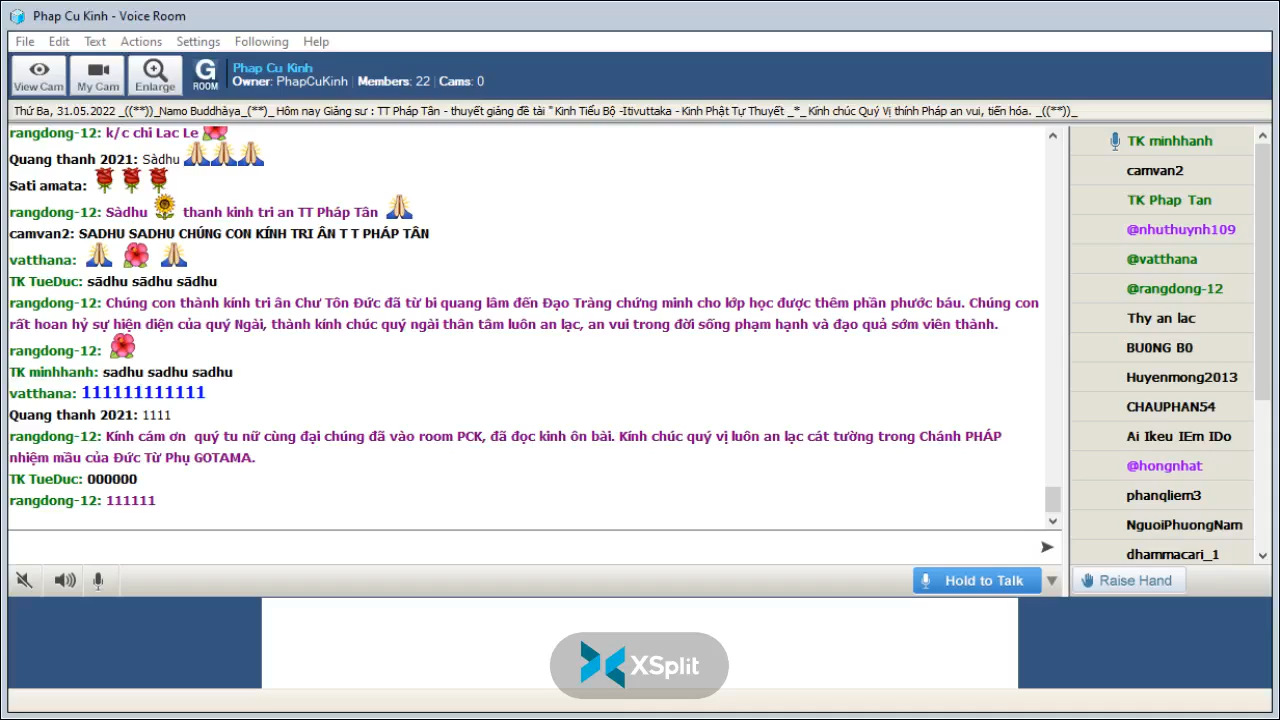 Phap Cu Kinh - Voice Room
File Edit Text Actions Settings Following Help
View Cam My Cam Enlarge G ROOM
Phap Cu Kinh
Owner: PhapCuKinh | Members: 22 | Cams: 0
Thứ Ba, 31.05.2022 _((**))_Namo Buddhàya_(**)_ Hôm nay Giảng sư : TT Pháp Tân - thuyết giảng đề tài " Kinh Tiểu Bộ -Itivuttaka - Kinh Phật Tự Thuyết _*_ Kính chúc Quý Vị thính Pháp an vui, tiến hóa. _((**))_
rangdong-12: k/c chi Lac Le
Quang thanh 2021: Sàdhu
Sati amata:
rangdong-12: Sàdhu thanh kinh tri an TT Pháp Tân
camvan2: SADHU SADHU CHÚNG CON KÍNH TRI ÂN T T PHÁP TÂN
vatthana:
TK TueDuc: sādhu sādhu sādhu
rangdong-12: Chúng con thành kính tri ân Chư Tôn Đức đã từ bi quang lâm đến Đạo Tràng chứng minh cho lớp học được thêm phần phước báu. Chúng con
rất hoan hỷ sự hiện diện của quý Ngài, thành kính chúc quý ngài thân tâm luôn an lạc, an vui trong đời sống phạm hạnh và đạo quả sớm viên thành.
rangdong-12:
TK minhhanh: sadhu sadhu sadhu
vatthana: 111111111111
Quang thanh 2021: 1111
rangdong-12: Kính cám ơn quý tu nữ cùng đại chúng đã vào room PCK, đã đọc kinh ôn bài. Kính chúc quý vị luôn an lạc cát tường trong Chánh PHÁP
nhiệm mầu của Đức Từ Phụ GOTAMA.
TK TueDuc: 000000
rangdong-12: 111111
TK minhhanh
camvan2
TK Phap Tan
@nhuthuynh109
@vatthana
@rangdong-12
Thy an lac
BU0NG B0
Huyenmong2013
CHAUPHAN54
Ai lkeu IEm IDo
@hongnhat
phanqliem3
NguoiPhuongNam
dhammacari_1
Hold to Talk
Raise Hand
XSplit